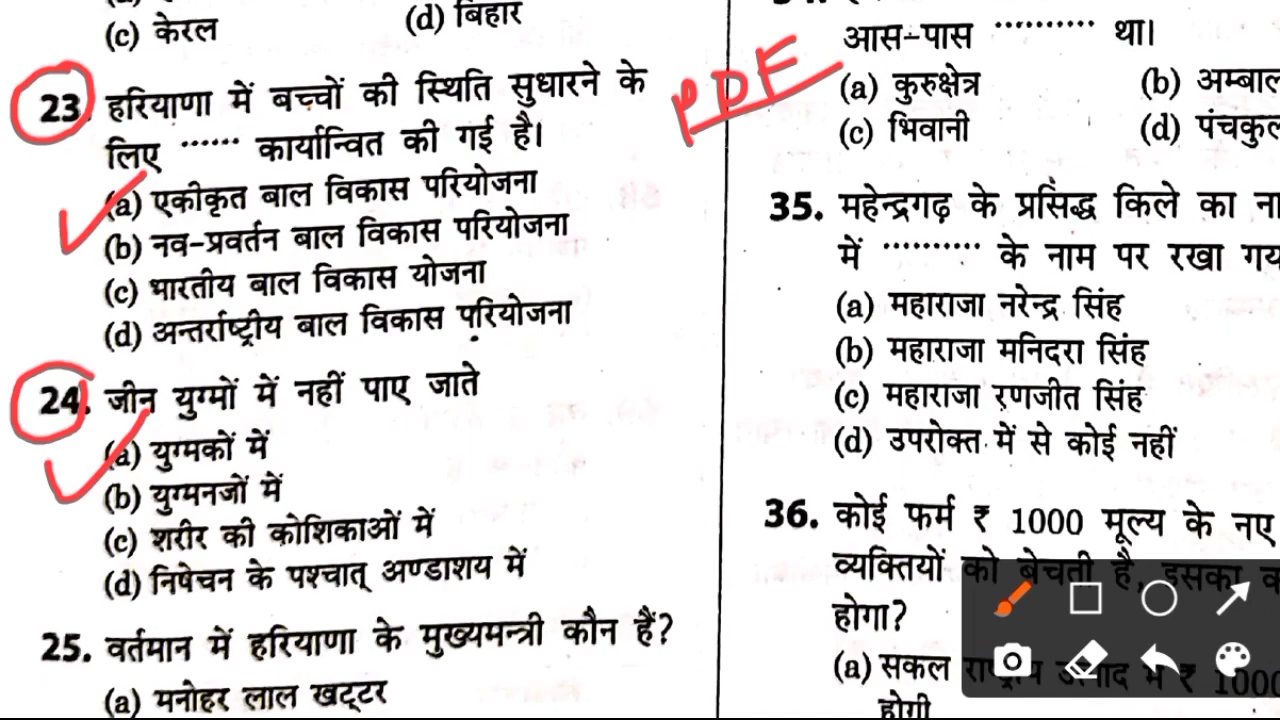 (c) केरल
(d) बिहार
23. हरियाणा में बच्चों की स्थिति सुधारने के
लिए ...... कार्यान्वित की गई है।
(a) एकीकृत बाल विकास परियोजना
(b) नव-प्रवर्तन बाल विकास परियोजना
(c) भारतीय बाल विकास योजना
(d) अन्तर्राष्ट्रीय बाल विकास परियोजना
24. जीन युग्मों में नहीं पाए जाते
(a) युग्मकों में
(b) युग्मनजों में
(c) शरीर की कोशिकाओं में
(d) निषेचन के पश्चात् अण्डाशय में
25. वर्तमान में हरियाणा के मुख्यमन्त्री कौन हैं?
(a) मनोहर लाल खट्टर
PDF
आस-पास .......... था।
(a) कुरुक्षेत्र
(b)
(c) भिवानी
(d)
35. महेन्द्रगढ़ के प्रसिद्ध किले का
में .......... के नाम पर रखा
(a) महाराजा नरेन्द्र सिंह
(b) महाराजा मनिदरा सिंह
(c) महाराजा रणजीत सिंह
(d) उपरोक्त में से कोई नहीं
36. कोई फर्म ₹ 1000 मूल्य के नए
व्यक्तियों को बेचती है, इसका
होगा?
(a) सकल राष्ट्रीय उत्पाद में ₹ 1000
होगी